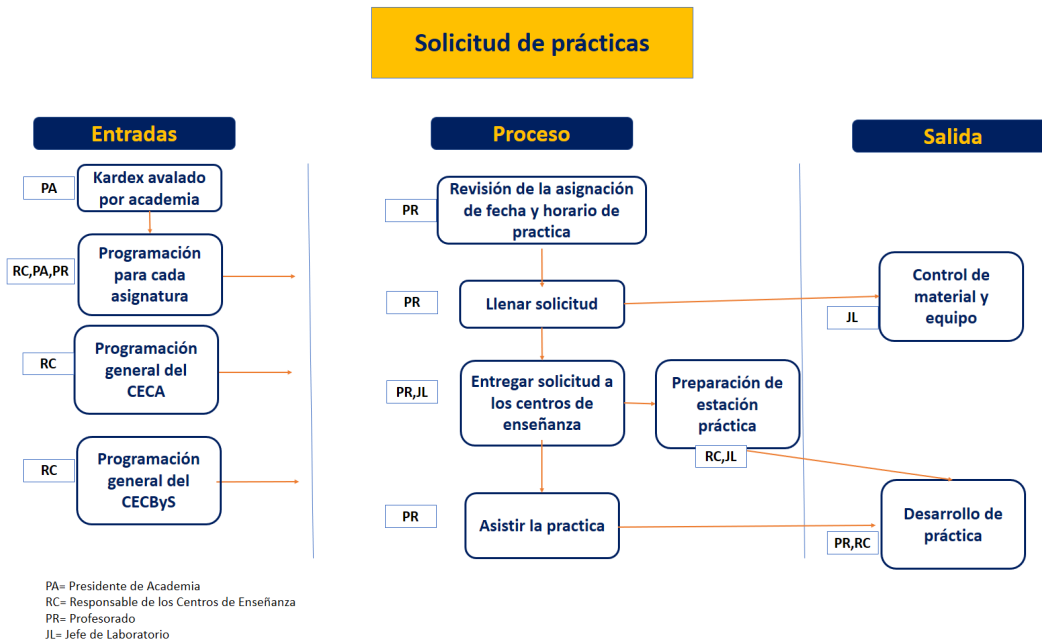 Solicitud de prácticas
Entradas
PA
Kardex avalado
por academia
RC,PA,PR
Programación
para cada
asignatura
RC
Programación
general del
CECA
RC
Programación
general del
CECByS
Proceso
PR
Revisión de la asignación
de fecha y horario de
practica
PR
Llenar solicitud
PR,JL
Entregar solicitud a
los centros de
enseñanza
Preparación de
estación
práctica
RC,JL
PR
Asistir la practica
Salida
Control de
material y
equipo
JL
Desarrollo de
práctica
PR,RC
PA= Presidente de Academia
RC= Responsable de los Centros de Enseñanza
PR= Profesorado
JL= Jefe de Laboratorio